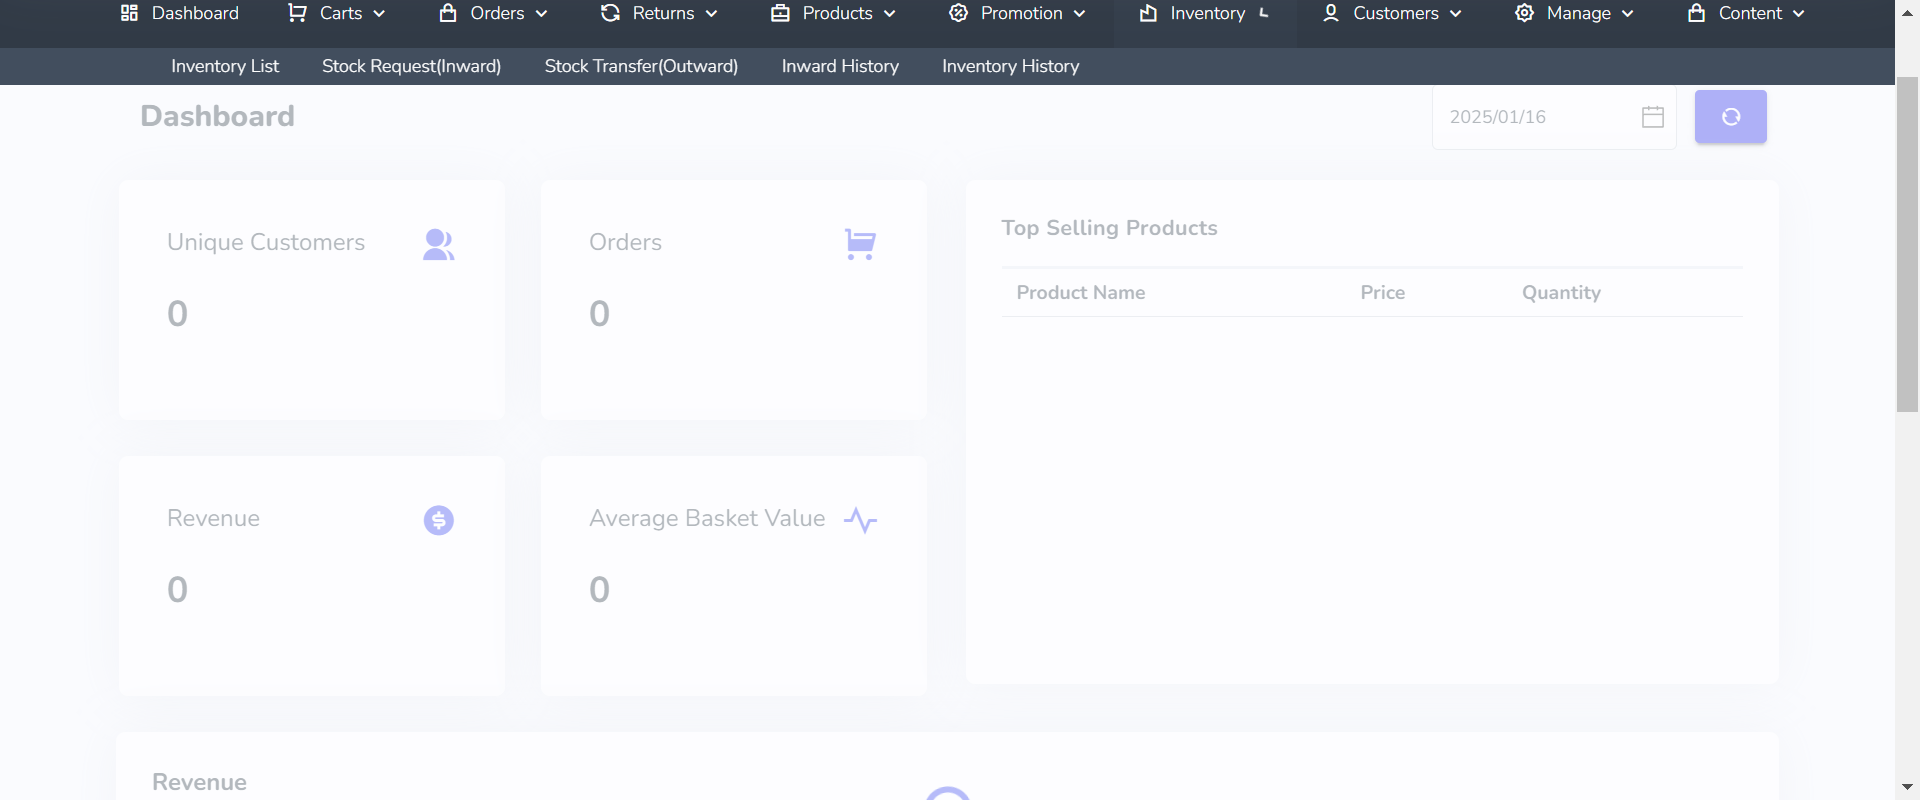 Dashboard Carts Orders Returns Products Promotion Inventory Customers Manage Content
Inventory List Stock Request(Inward) Stock Transfer(Outward) Inward History Inventory History
Dashboard
2025/01/16
Unique Customers
0
Orders
0
Top Selling Products
Product Name Price Quantity
Revenue
0
Average Basket Value
0
Revenue